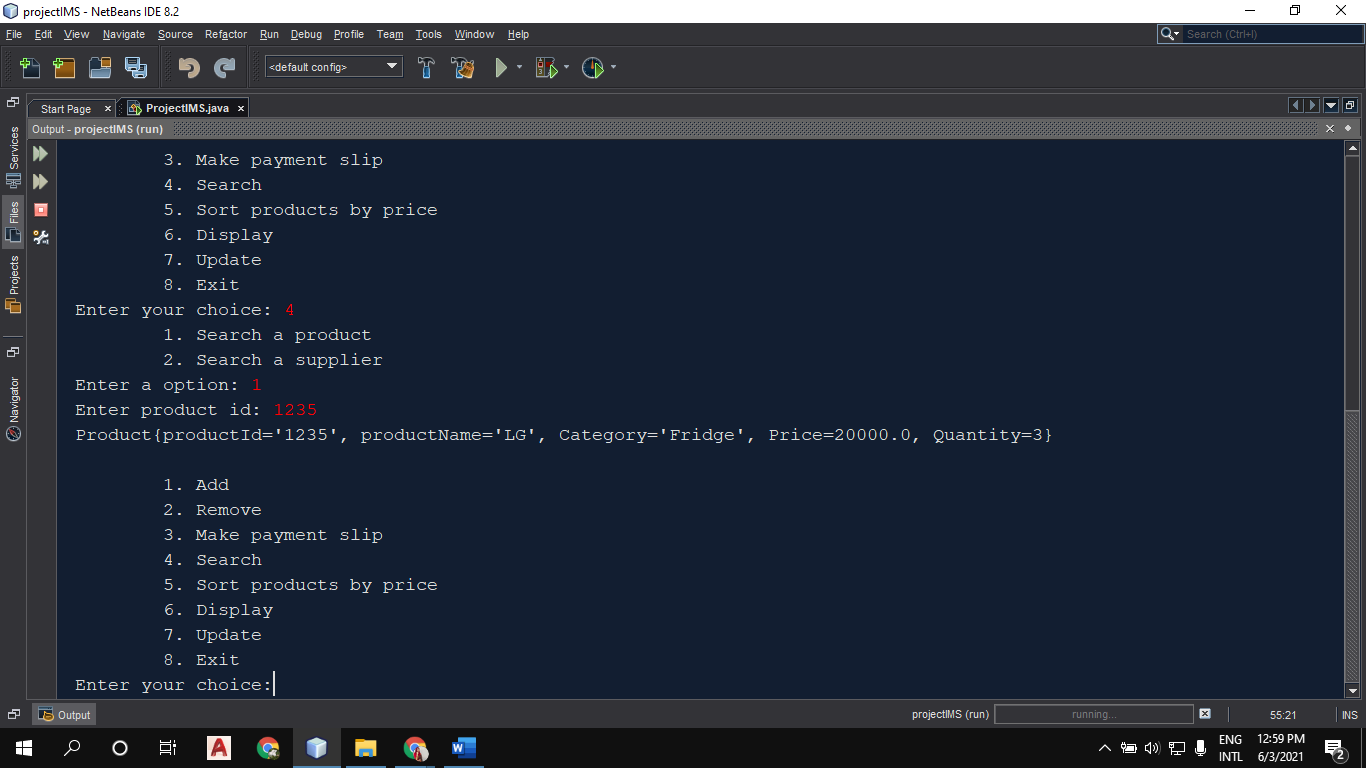 projectIMS - NetBeans IDE 8.2
File Edit View Navigate Source Refactor Run Debug Profile Team Tools Window Help
Search (Ctrl+I)
<default config>
Start Page
ProjectIMS.java
Output - projectIMS (run)
Services
Files
Projects
Navigator
3. Make payment slip
4. Search
5. Sort products by price
6. Display
7. Update
8. Exit
Enter your choice: 4
1. Search a product
2. Search a supplier
Enter a option: 1
Enter product id: 1235
Product{productId='1235', productName='LG', Category='Fridge', Price=20000.0, Quantity=3}
1. Add
2. Remove
3. Make payment slip
4. Search
5. Sort products by price
6. Display
7. Update
8. Exit
Enter your choice:
Output
projectIMS (run)
running...
55:21
INS
ENG
INTL
12:59 PM
6/3/2021
2